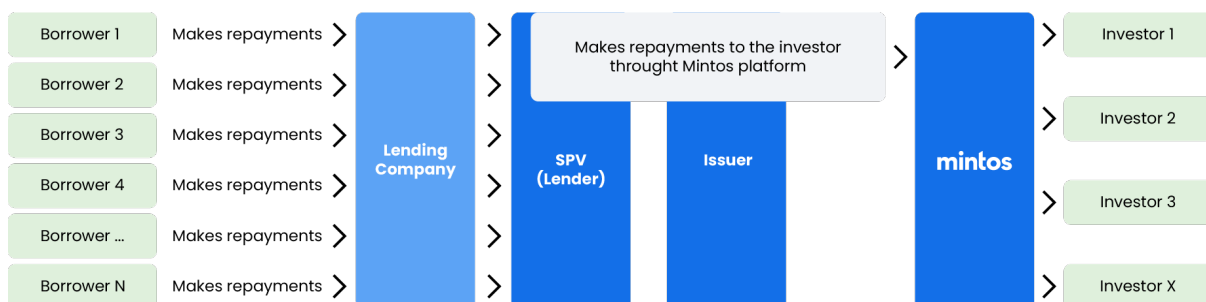 Borrower 1
Makes repayments
Borrower 2
Makes repayments
Borrower 3
Makes repayments
Borrower 4
Makes repayments
Borrower ...
Makes repayments
Borrower N
Makes repayments
Lending
Company
SPV
(Lender)
Issuer
Makes repayments to the investor
throught Mintos platform
mintos
Investor 1
Investor 2
Investor 3
Investor X